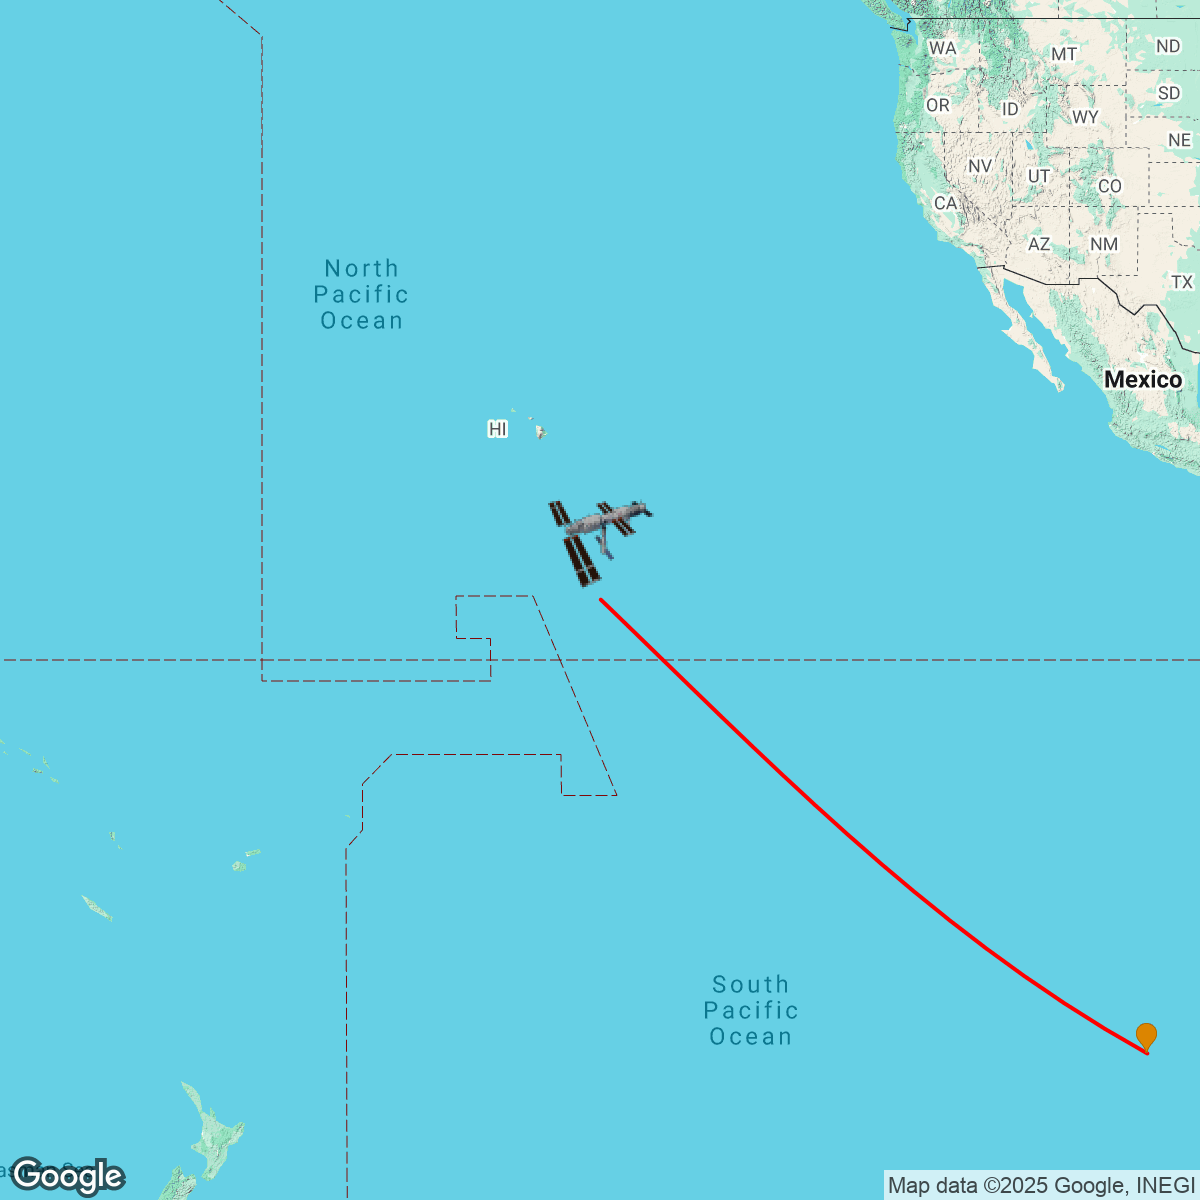 WA
MT
ND
OR
ID
SD
WY
NE
NV
UT
CO
CA
AZ
NM
TX
North
Pacific
Ocean
Mexico
HI
South
Pacific
Ocean
Google
Map data ©2025 Google, INEGI